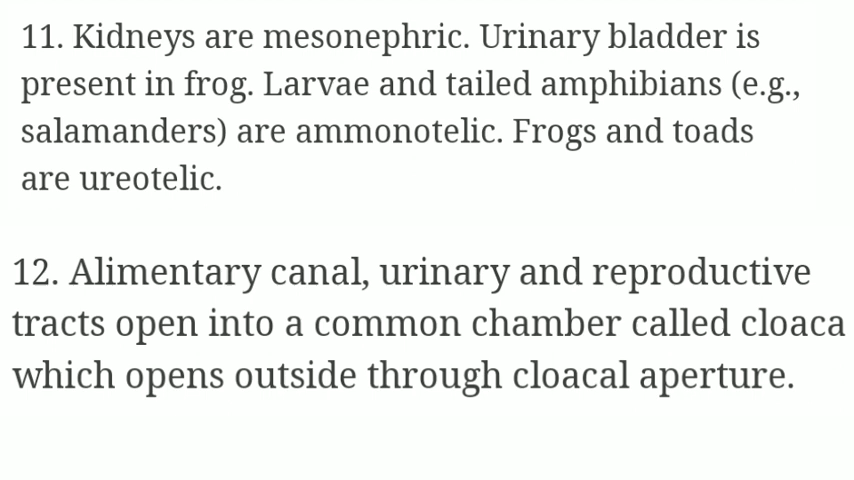 11. Kidneys are mesonephric. Urinary bladder is
present in frog. Larvae and tailed amphibians (e.g.,
salamanders) are ammonotelic. Frogs and toads
are ureotelic.
12. Alimentary canal, urinary and reproductive
tracts open into a common chamber called cloaca
which opens outside through cloacal aperture.